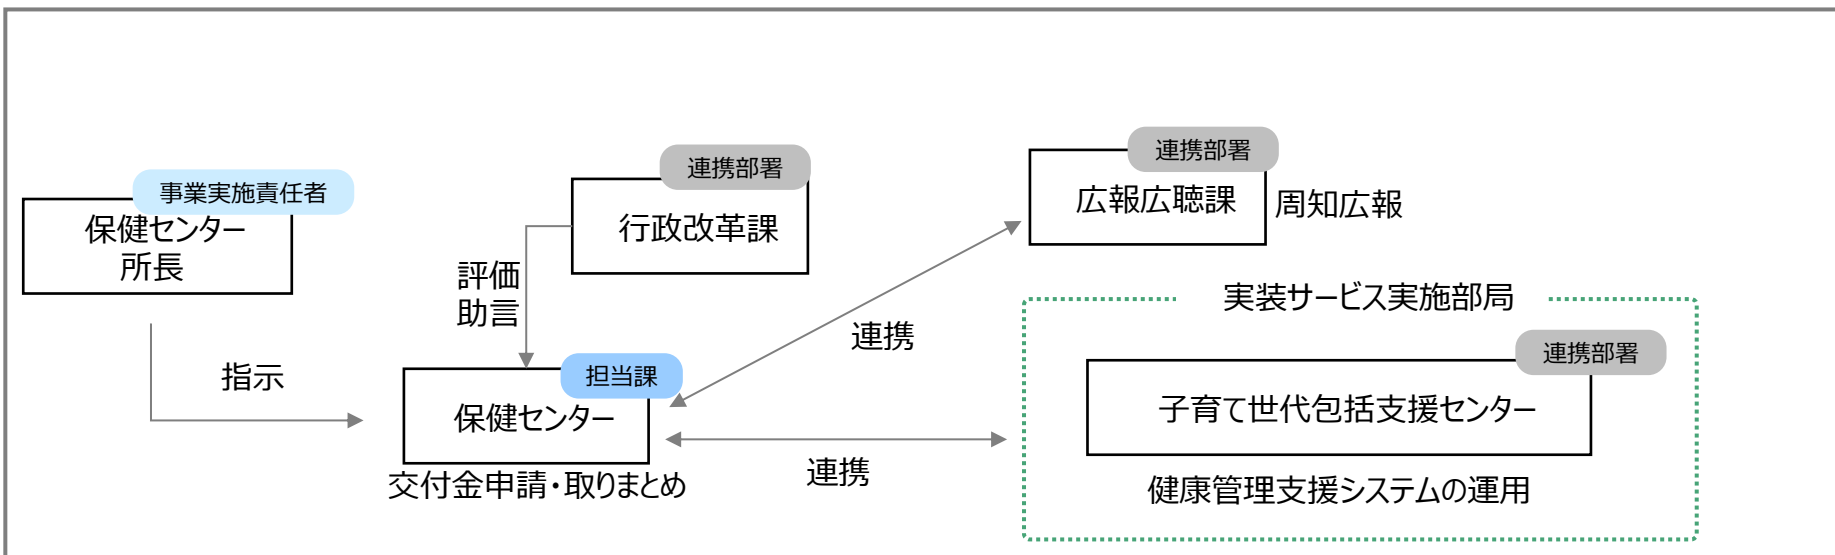 事業実施責任者
保健センター
所長
指示
連携部署
行政改革課
評価
助言
担当課
保健センター
交付金申請・取りまとめ
連携
連携
連携部署
広報広聴課
周知広報
実装サービス実施部局
連携部署
子育て世代包括支援センター
健康管理支援システムの運用